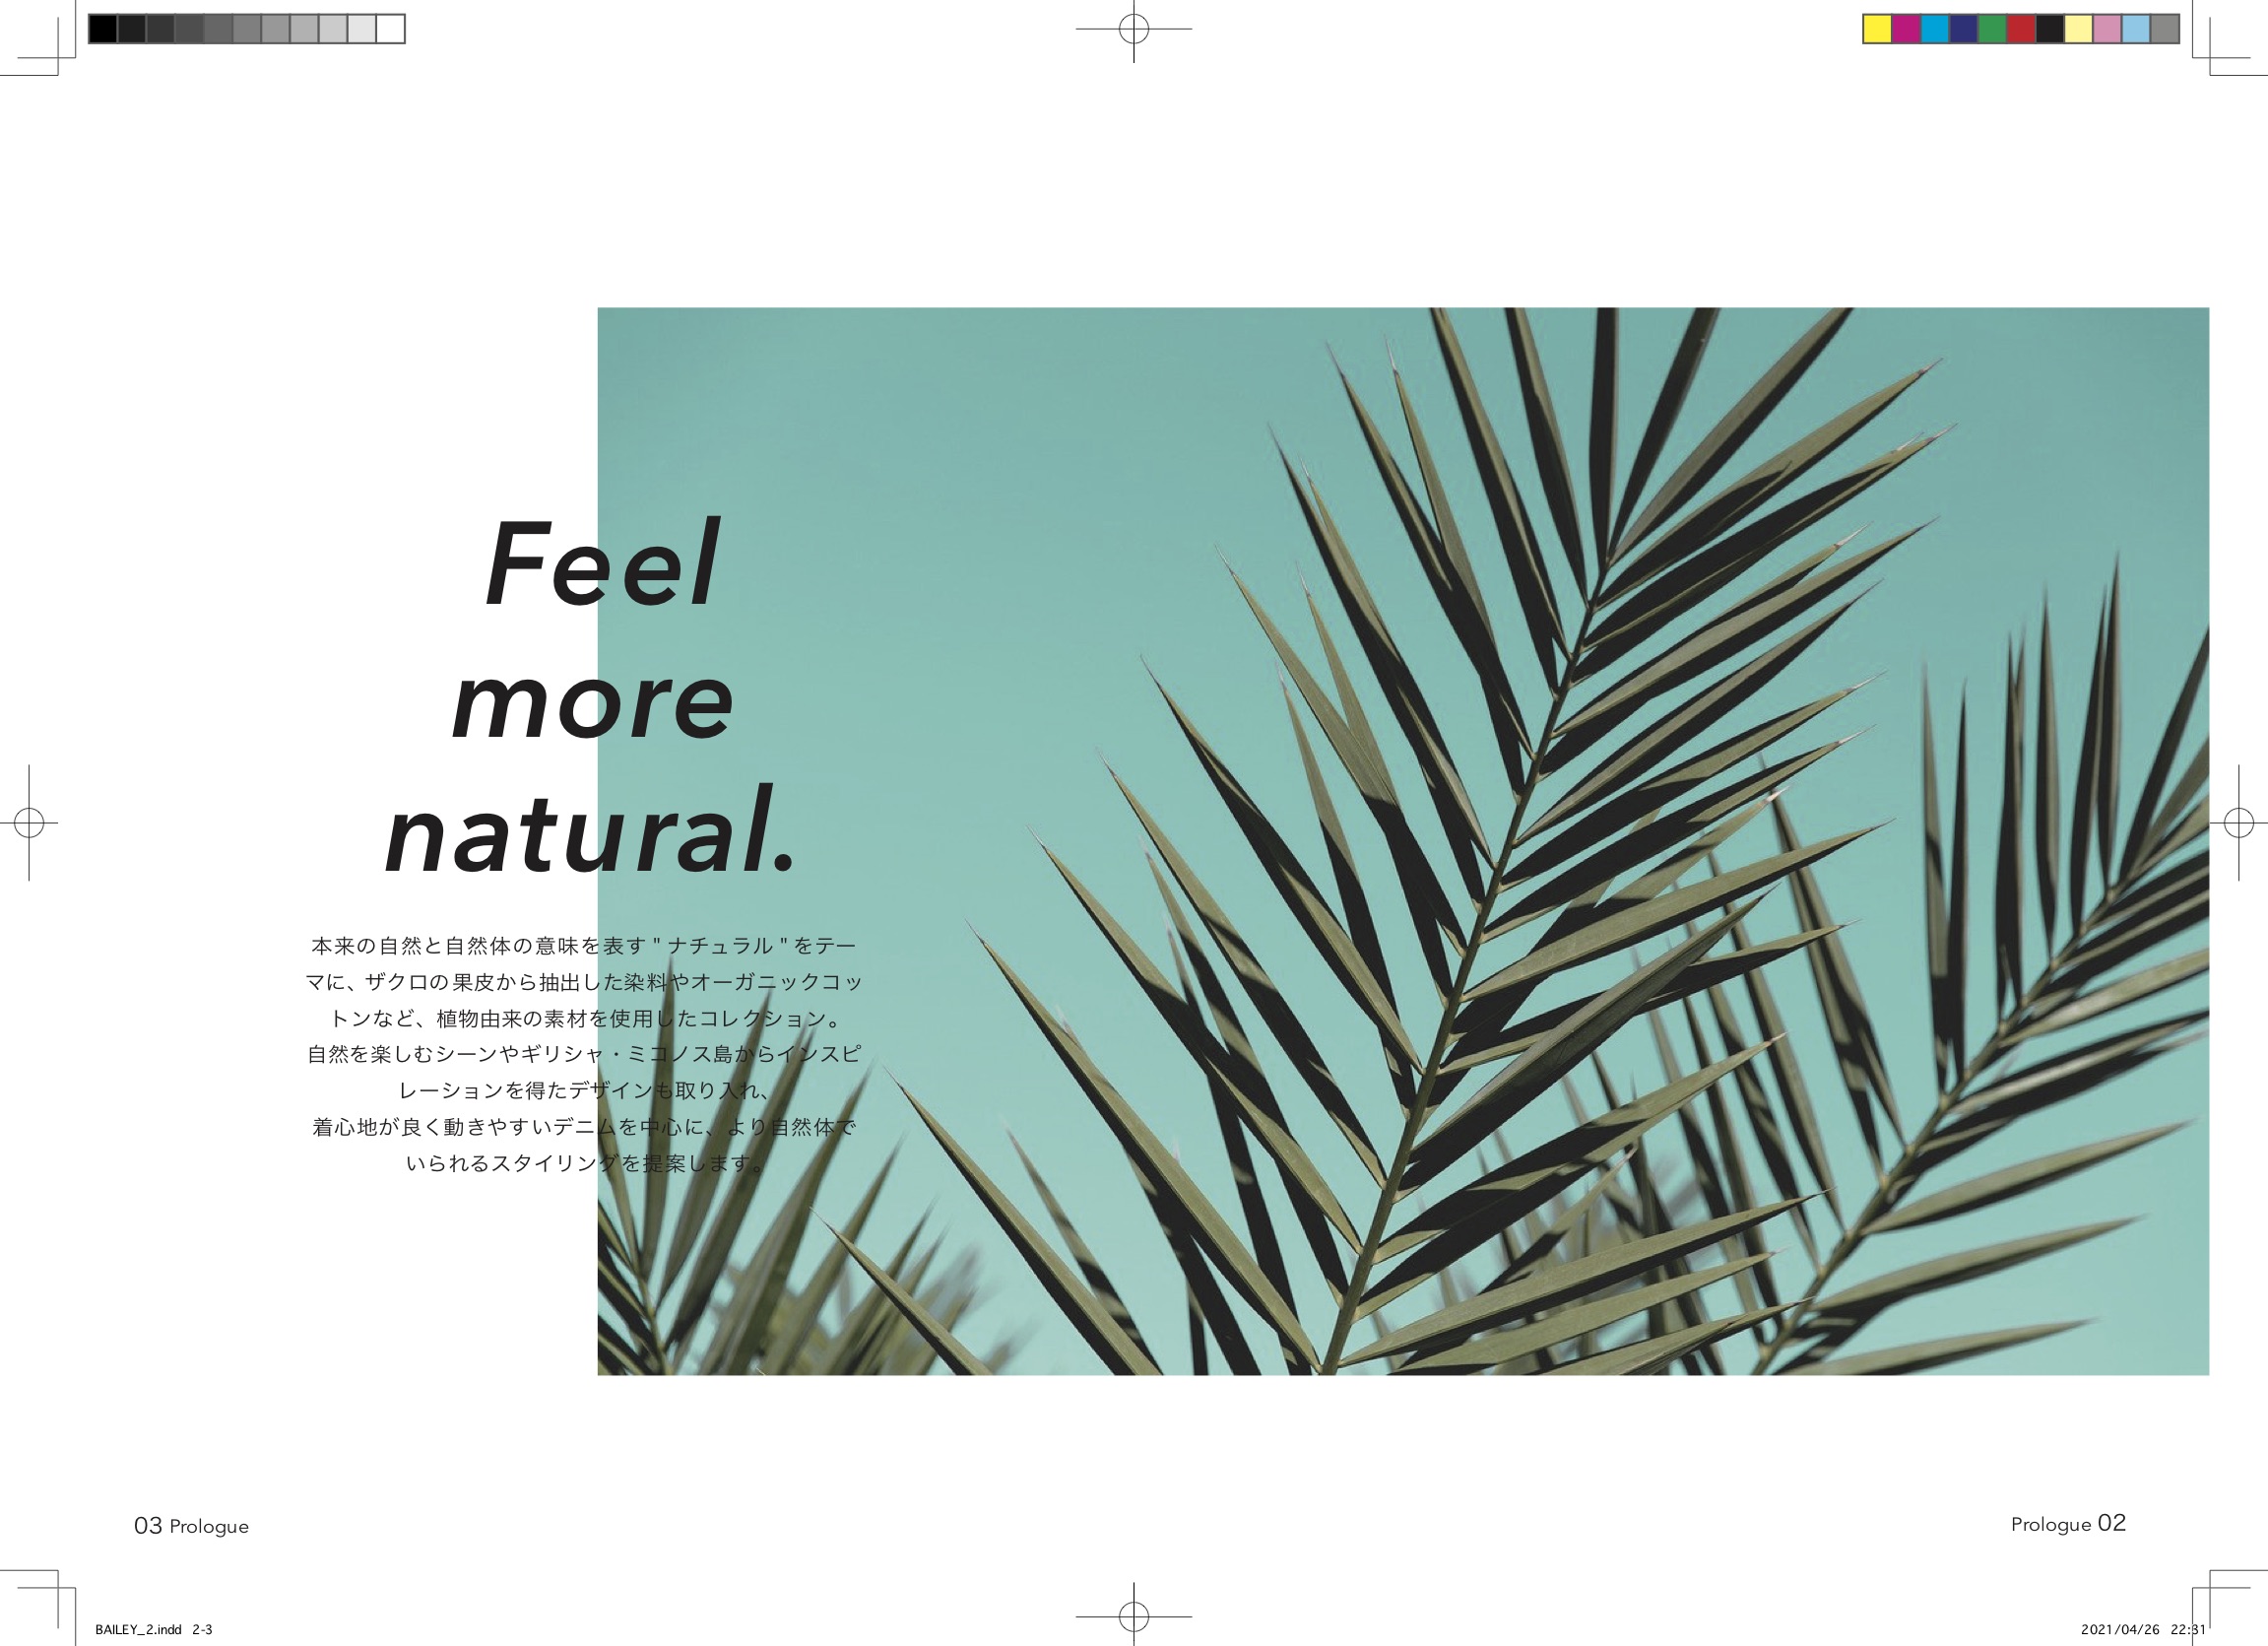 Feel
more
natural.
本来の自然と自然体の意味を表す " ナチュラル " をテー
マに、ザクロの果皮から抽出した染料やオーガニックコッ
トンなど、植物由来の素材を使用したコレクション。
自然を楽しむシーンやギリシャ・ミコノス島からインスピ
レーションを得たデザインも取り入れ、
着心地が良く動きやすいデニムを中心に、より自然体で
いられるスタイリングを提案します。
03 Prologue
Prologue 02
BAILEY_2.indd 2-3
2021/04/26 22:31